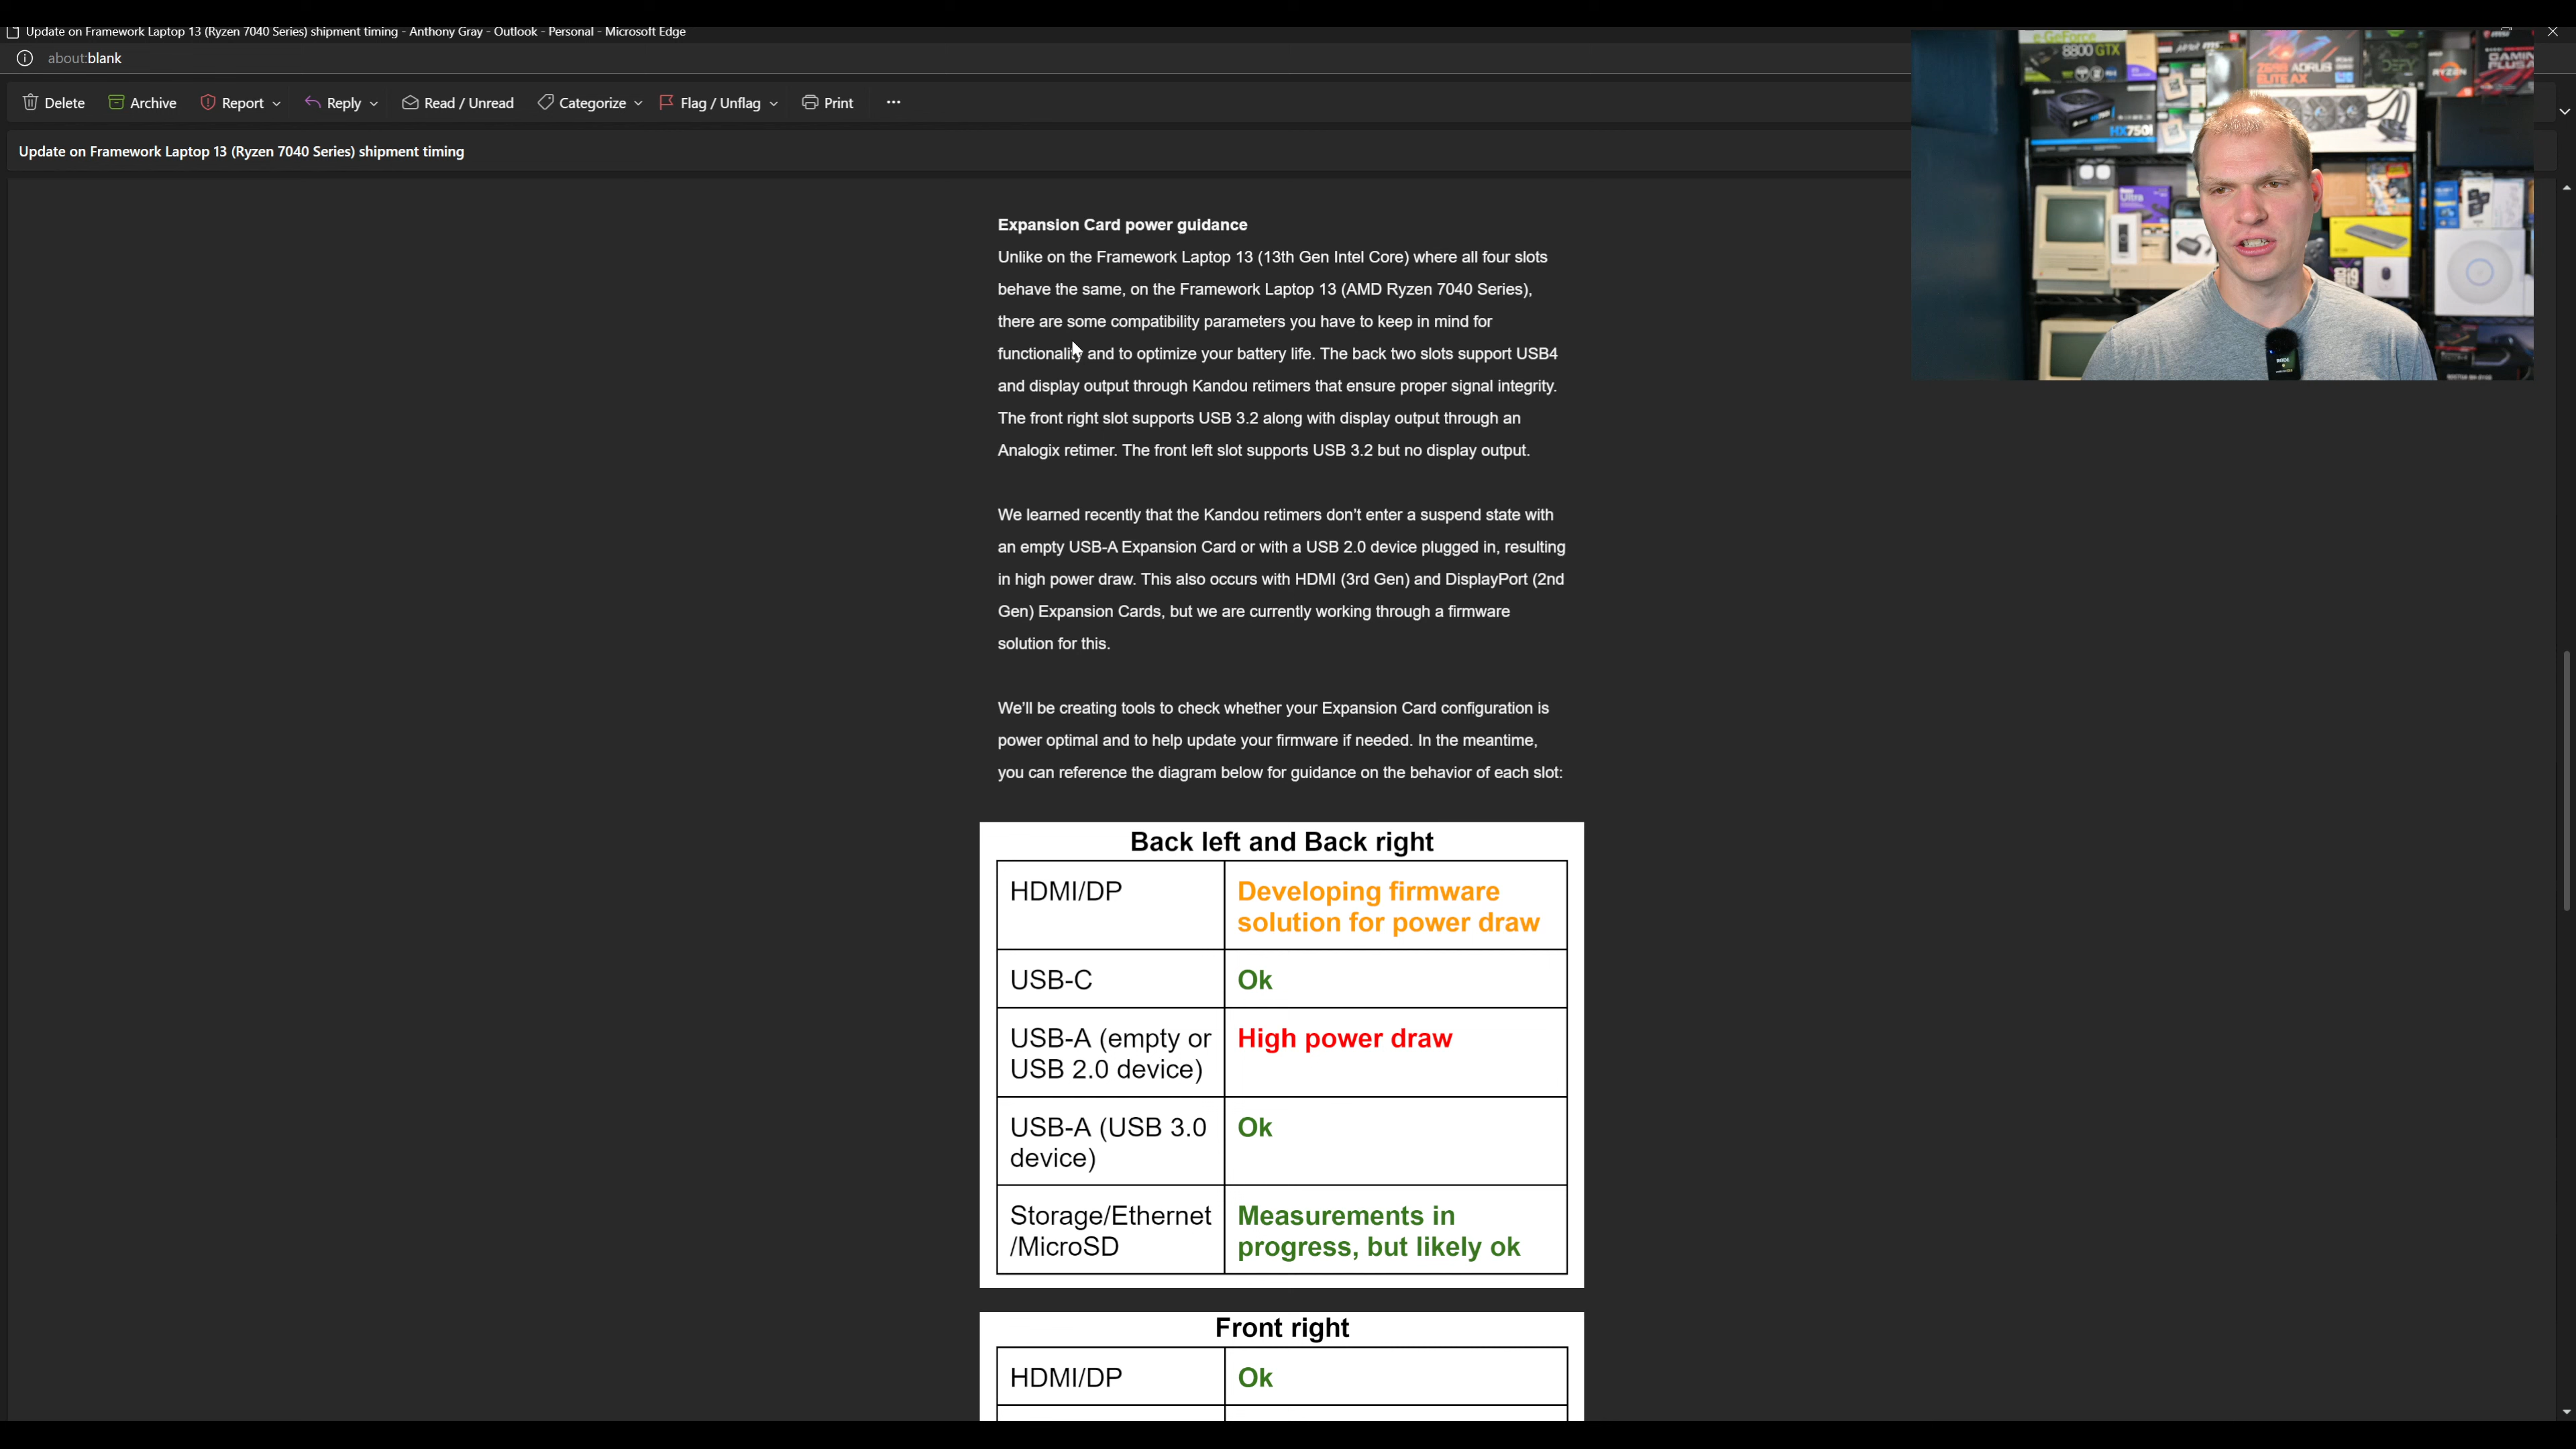 Update on Framework Laptop 13 (Ryzen 7040 Series) shipment timing - Anthony Gray - Outlook - Personal - Microsoft Edge
about:blank
Delete
Archive
Report
Reply
Read / Unread
Categorize
Flag / Unflag
Print
Update on Framework Laptop 13 (Ryzen 7040 Series) shipment timing
e-GeForce
8800 GTX
AORUS
ELITE AX
RYZEN
GAMING
HX750i
Ultra
RODE
Expansion Card power guidance
Unlike on the Framework Laptop 13 (13th Gen Intel Core) where all four slots
behave the same, on the Framework Laptop 13 (AMD Ryzen 7040 Series),
there are some compatibility parameters you have to keep in mind for
functionality and to optimize your battery life. The back two slots support USB4
and display output through Kandou retimers that ensure proper signal integrity.
The front right slot supports USB 3.2 along with display output through an
Analogix retimer. The front left slot supports USB 3.2 but no display output.
We learned recently that the Kandou retimers don't enter a suspend state with
an empty USB-A Expansion Card or with a USB 2.0 device plugged in, resulting
in high power draw. This also occurs with HDMI (3rd Gen) and DisplayPort (2nd
Gen) Expansion Cards, but we are currently working through a firmware
solution for this.
We'll be creating tools to check whether your Expansion Card configuration is
power optimal and to help update your firmware if needed. In the meantime,
you can reference the diagram below for guidance on the behavior of each slot:
Back left and Back right
HDMI/DP
Developing firmware
solution for power draw
USB-C
Ok
USB-A (empty or
USB 2.0 device)
High power draw
USB-A (USB 3.0
device)
Ok
Storage/Ethernet
/MicroSD
Measurements in
progress, but likely ok
Front right
HDMI/DP
Ok